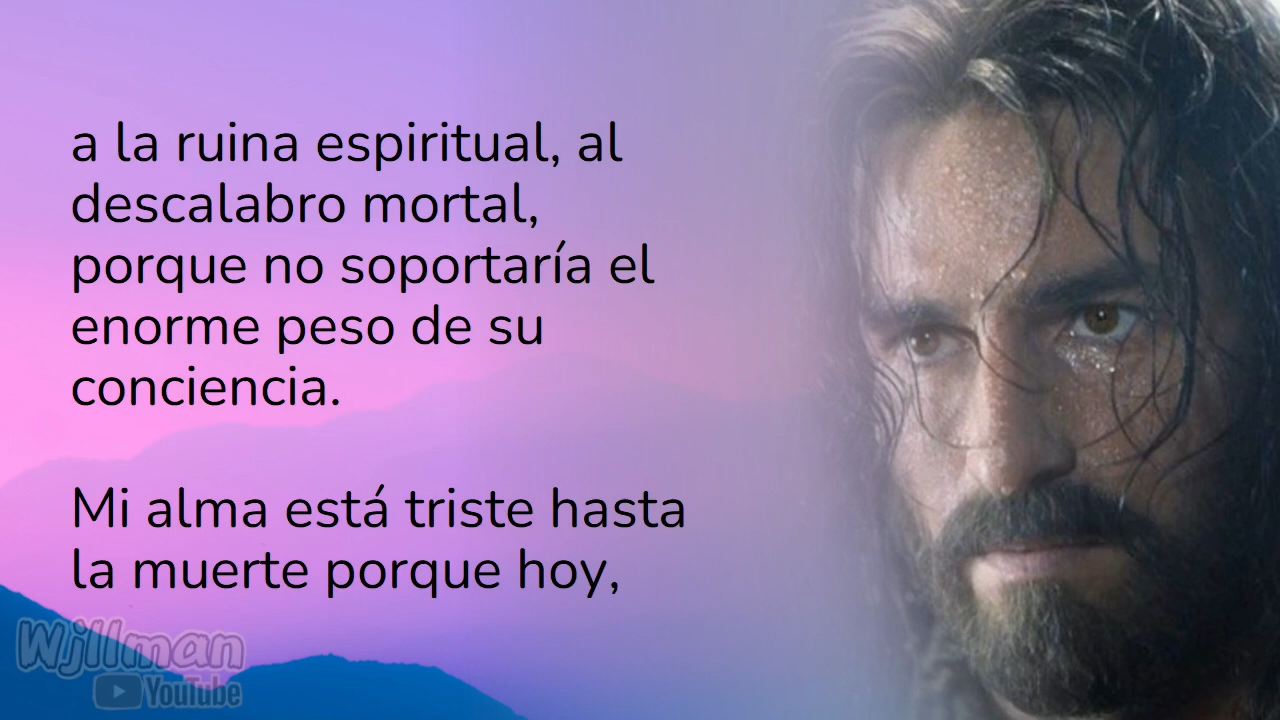 a la ruina espiritual, al
descalabro mortal,
porque no soportaría el
enorme peso de su
conciencia.
Mi alma está triste hasta
la muerte porque hoy,
Wjllman
YouTube